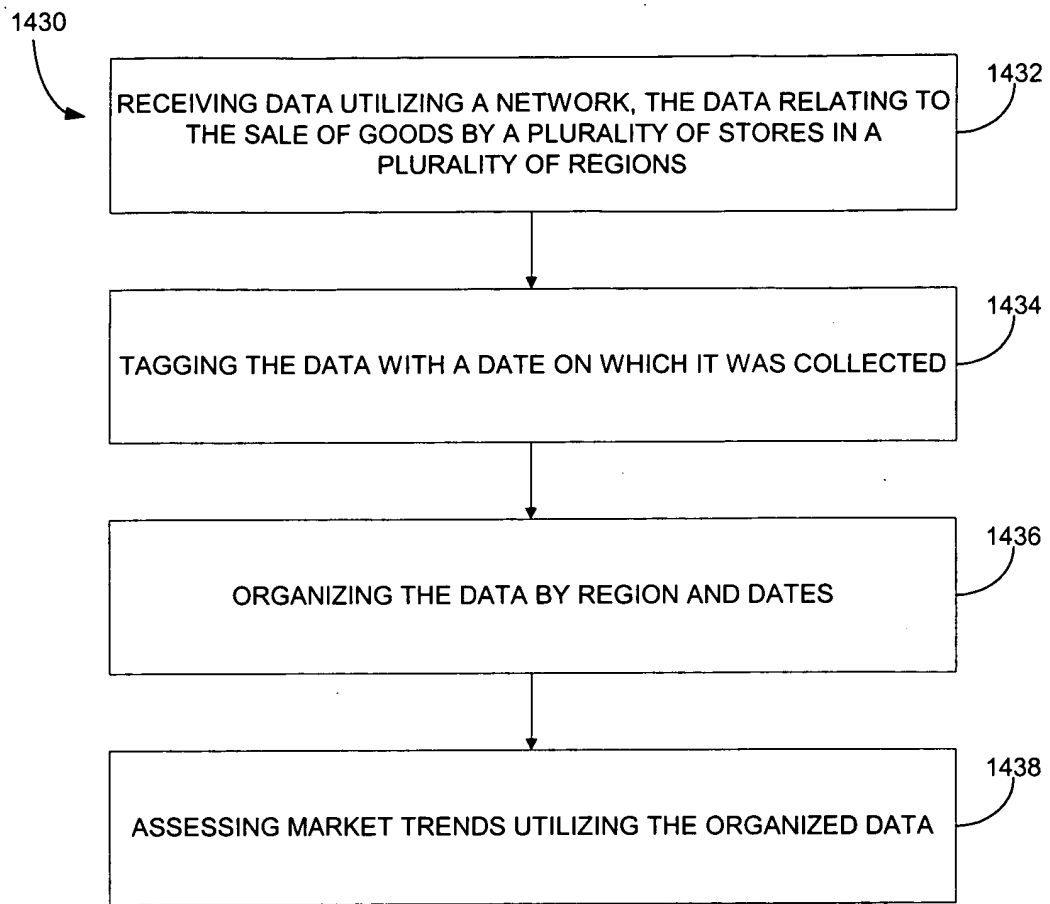 1430
RECEIVING DATA UTILIZING A NETWORK, THE DATA RELATING TO
THE SALE OF GOODS BY A PLURALITY OF STORES IN A
PLURALITY OF REGIONS
1432
TAGGING THE DATA WITH A DATE ON WHICH IT WAS COLLECTED
1434
ORGANIZING THE DATA BY REGION AND DATES
1436
ASSESSING MARKET TRENDS UTILIZING THE ORGANIZED DATA
1438